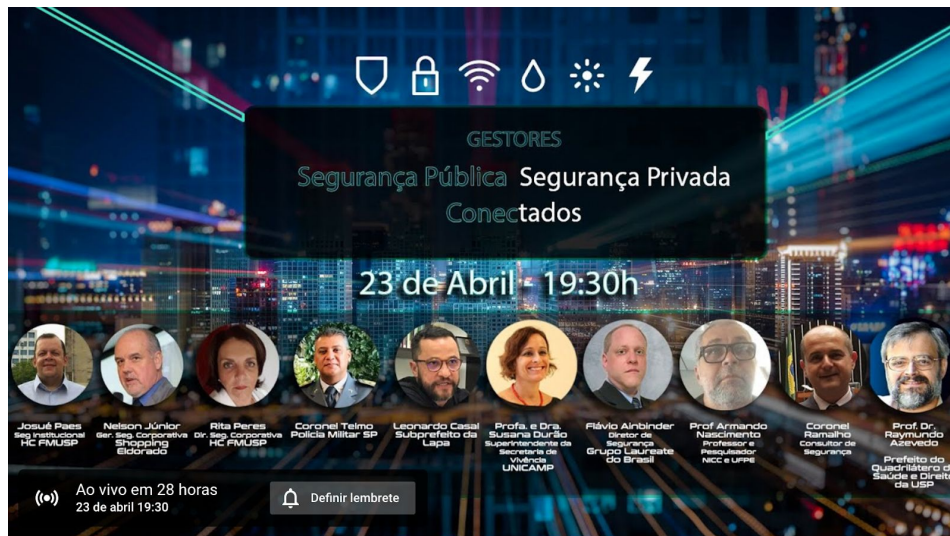 GESTORES
Segurança Pública Segurança Privada
Conectados
23 de Abril - 19:30h
Josué Paes
Seg Institucional
HC FMUSP
Nelson Júnior
Ger. Seg. Corporativa
Shopping
Eldorado
Rita Peres
Dir. Seg. Corporativa
HC FMUSP
Coronel Telmo
Polícia Militar SP
Leonardo Casal
Subprefeito da
Lapa
Profa. e Dra.
Susana Durão
Superintendente da
Secretaria de
Vivência
UNICAMP
Flávio Ainbinder
Diretor de
Segurança
Grupo Laureate
do Brasil
Prof Armando
Nascimento
Professor e
Pesquisador
NICC e UFPE
Coronel
Ramalho
Consultor de
Segurança
Prof. Dr.
Raymundo
Azevedo
Prefeito do
Quadrilátero d
Saúde e Direit
da USP
Ao vivo em 28 horas
23 de abril 19:30
Definir lembrete